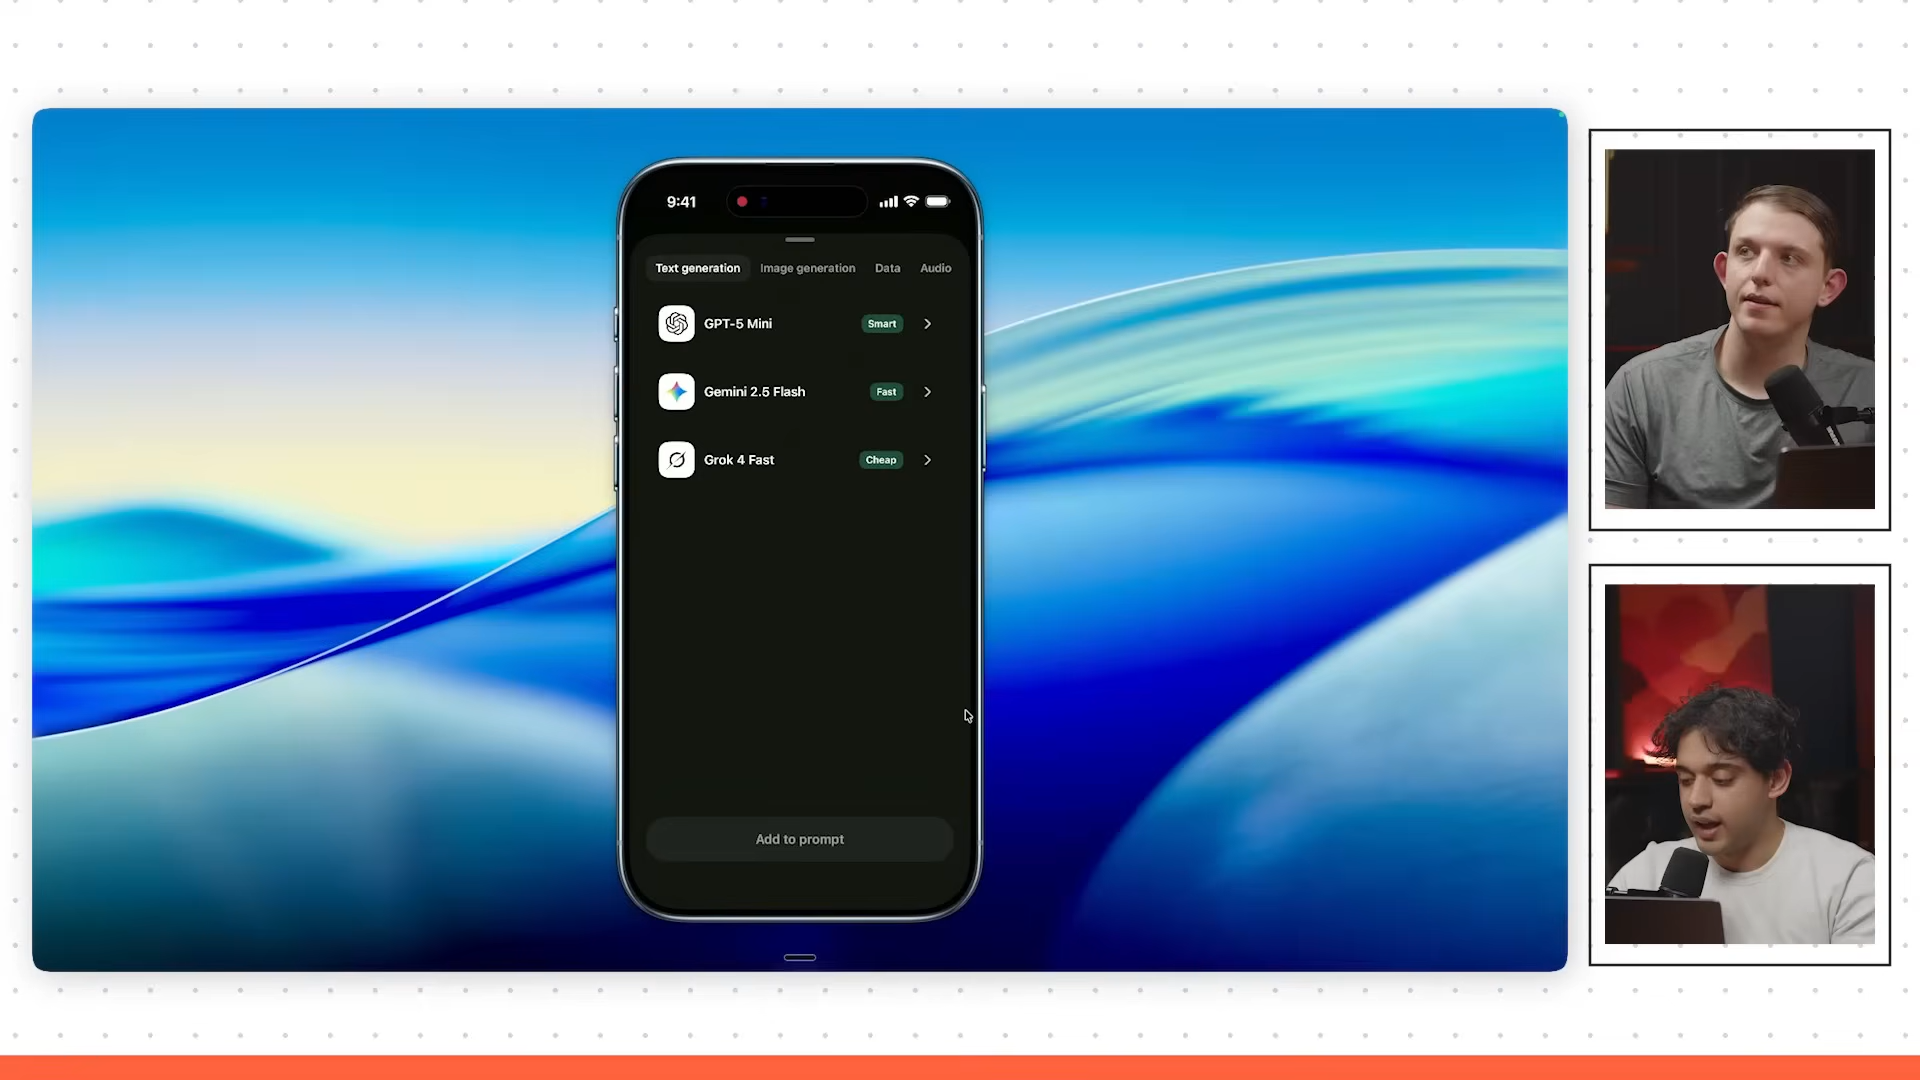 9:41
Text generation Image generation Data Audio
GPT-5 Mini Smart
Gemini 2.5 Flash Fast
Grok 4 Fast Cheap
Add to prompt